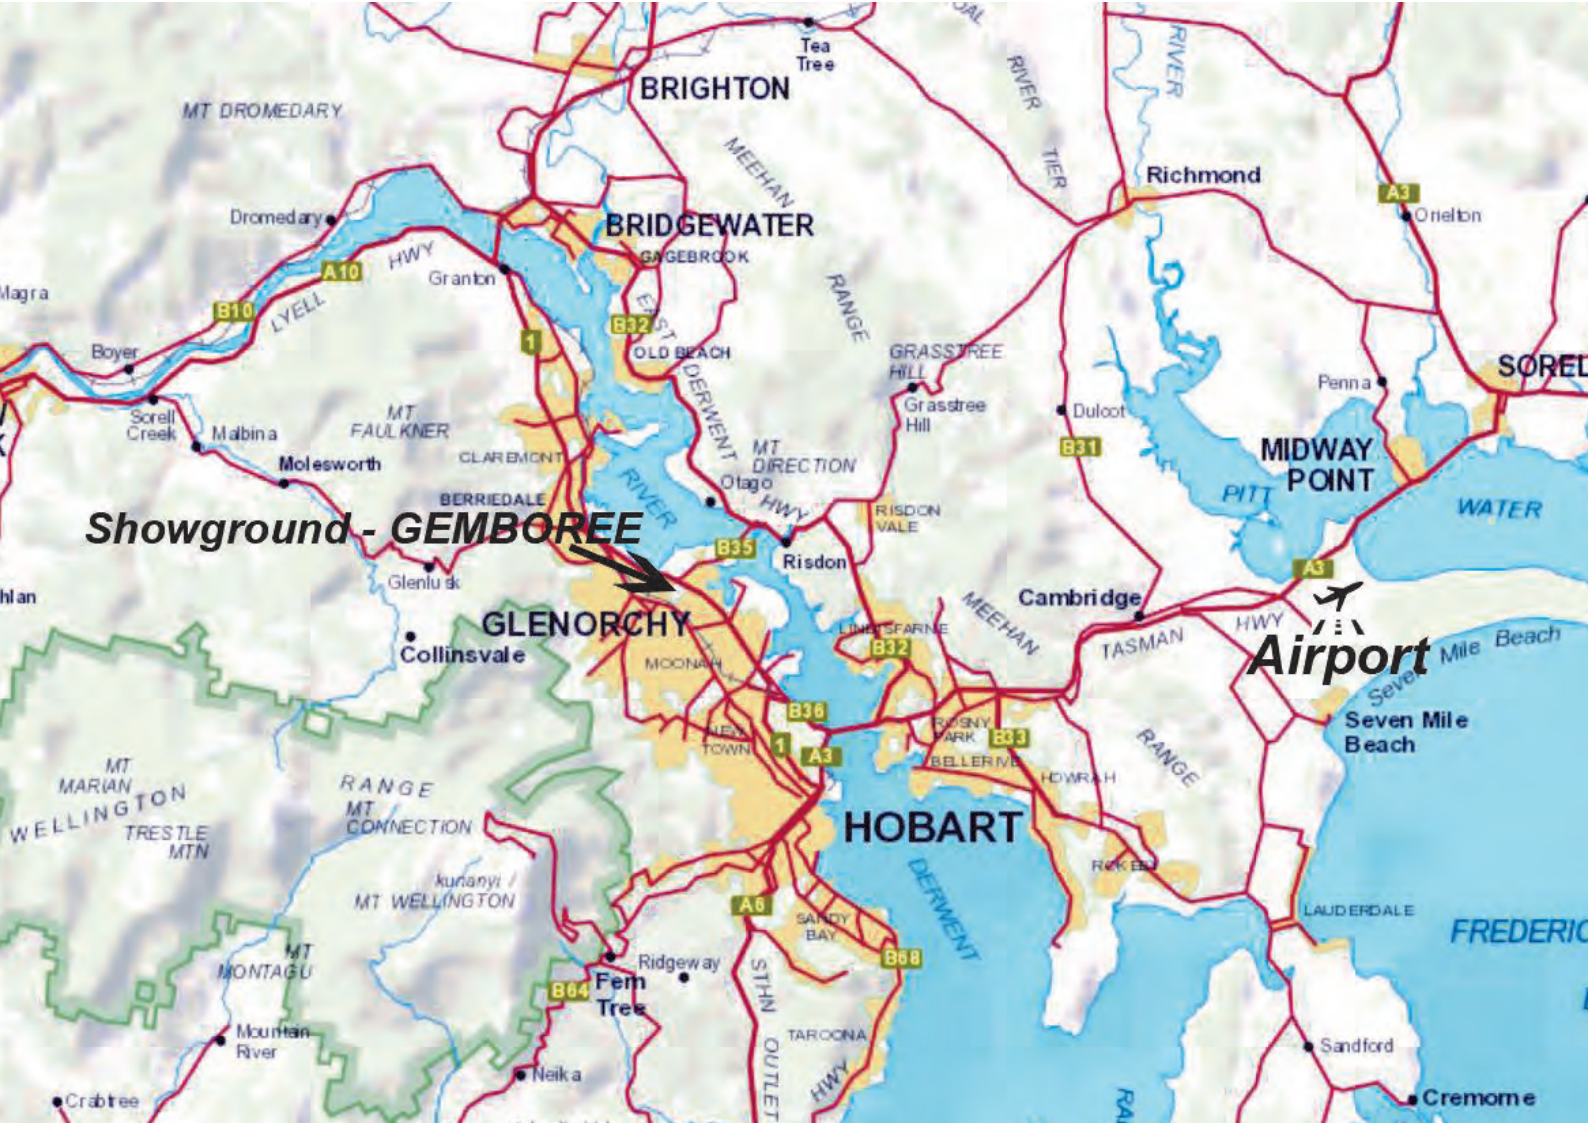 Tea
Tree
RIVER
BRIGHTON
MT DROMEDARY
RIVER
TIER
MEEHAN
RANGE
Richmond
A3
Orielton
Dromedary
BRIDGEWATER
GAGEBROOK
HWY
A10
LYELL
Granton
Magra
B10
EAST
B32
1
OLD BEACH
DERWENT
HWY
Boyer
GRASSTREE
HILL
Grasstree
Hill
SOREL
Penna
Dulcot
Sorell
Creek
Malbina
MT
FAULKNER
Molesworth
CLAREMONT
MT
DIRECTION
B31
MIDWAY
POINT
Otago
RIVER
BERRIEDALE
PITT
WATER
RISDON
VALE
Showground - GEMBOREE
B35
Risdon
A3
Glenlusk
hlan
Cambridge
MEEHAN
RANGE
GLENORCHY
LINDISFARNE
B32
TASMAN
HWY
Airport
Seven Mile Beach
Collinsvale
MOONAH
B36
NEW
TOWN
1
A3
ROSNY
PARK
B33
BELLERIVE
HOWRAH
Seven Mile
Beach
MT
MARIAN
WELLINGTON
RANGE
TRESTLE
MTN
MT
CONNECTION
HOBART
DERWENT
ROKEBY
kunanyi /
MT WELLINGTON
A6
SANDY
BAY
LAUDERDALE
FREDERIC
MT
MONTAGU
B68
Ridgeway
Fern
Tree
B64
STHN
OUTLET
TAROONA
HWY
Mountain
River
Sandford
Neika
Crabtree
Cremorne
RA